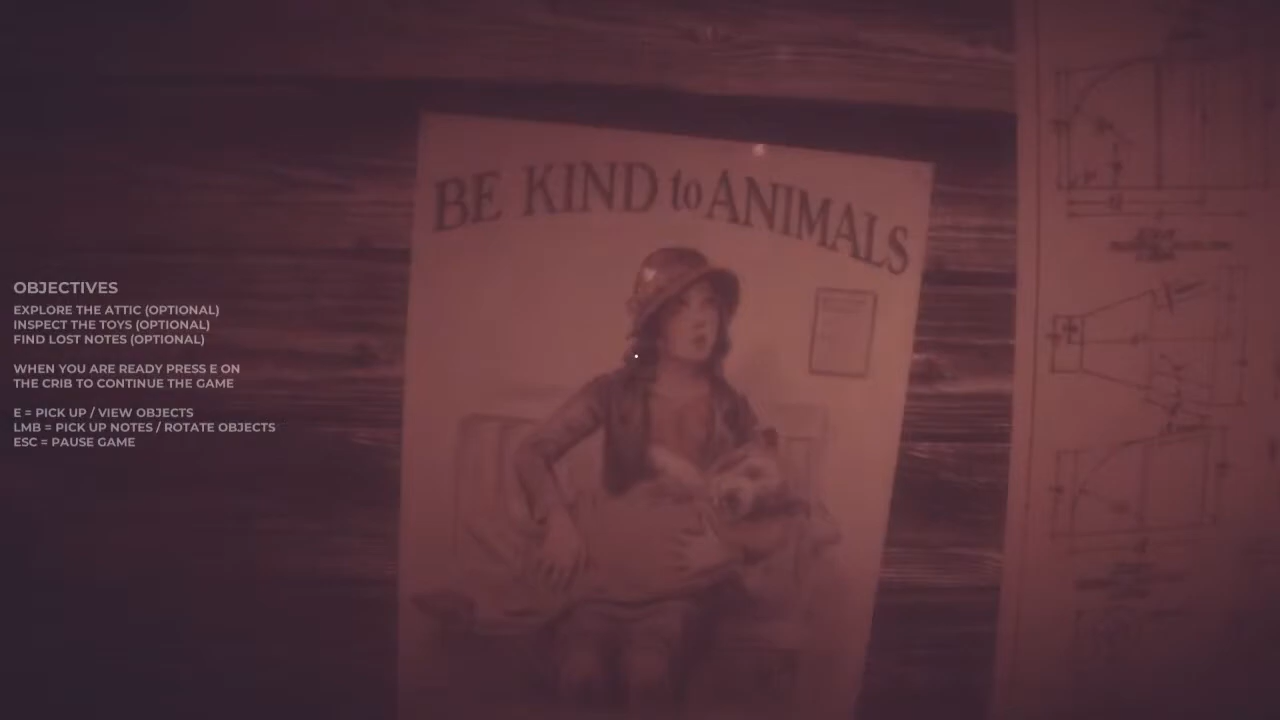 BE KIND to ANIMALS
OBJECTIVES
EXPLORE THE ATTIC (OPTIONAL)
INSPECT THE TOYS (OPTIONAL)
FIND LOST NOTES (OPTIONAL)
WHEN YOU ARE READY PRESS E ON
THE CRIB TO CONTINUE THE GAME
E = PICK UP / VIEW OBJECTS
LMB = PICK UP NOTES / ROTATE OBJECTS
ESC = PAUSE GAME